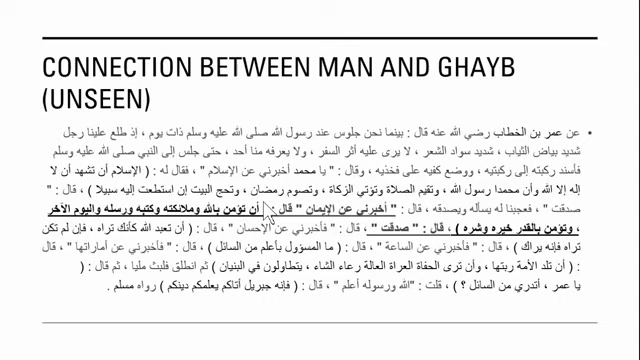 CONNECTION BETWEEN MAN AND GHAYB
(UNSEEN)
• عن عمر بن الخطاب رضي الله عنه قال : بينما نحن جلوس عند رسول الله صلى الله عليه وسلم ذات يوم ، إذ طلع علينا رجل
شديد بياض الثياب ، شديد سواد الشعر ، لا يرى عليه أثر السفر ، ولا يعرفه منا أحد ، حتى جلس إلى النبي صلى الله عليه وسلم
فأسند ركبته إلى ركبتيه ، ووضع كفيه على فخذيه ، وقال : " يا محمد أخبرني عن الإسلام " ، فقال له : ( الإسلام أن تشهد أن لا
إله إلا الله وأن محمدا رسول الله ، وتقيم الصلاة وتؤتي الزكاة ، وتصوم رمضان ، وتحج البيت إن استطعت إليه سبيلا ) ، قال : "
صدقت " ، فعجبنا له يسأله ويصدقه ، قال : " أخبرني عن الإيمان " قال : ( أن تؤمن بالله وملائكته وكتبه ورسله واليوم الآخر
، وتؤمن بالقدر خيره وشره ) ، قال : " صدقت " ، قال : " فأخبرني عن الإحسان " ، قال : ( أن تعبد الله كأنك تراه ، فإن لم تكن
تراه فإنه يراك ) ، قال : " فأخبرني عن الساعة " ، قال : ( ما المسؤول بأعلم من السائل ) ، قال : " فأخبرني عن أماراتها " ، قال
: ( أن تلد الأمة ربتها ، وأن ترى الحفاة العراة العالة رعاء الشاء ، يتطاولون في البنيان ) ثم انطلق فلبث مليا ، ثم قال : (
يا عمر ، أتدري من السائل ؟ ) ، قلت : "الله ورسوله أعلم " ، قال : ( فإنه جبريل أتاكم يعلمكم دينكم ) رواه مسلم .